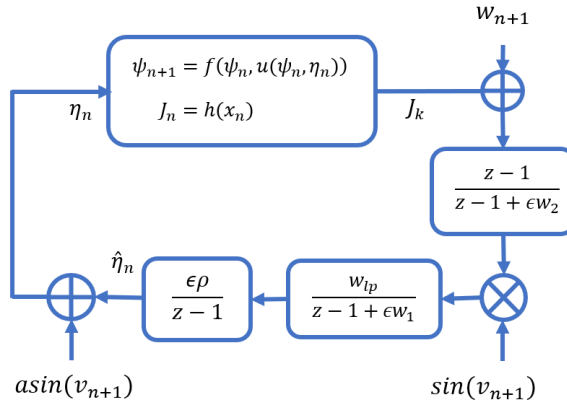 w_{n+1}
ψ_{n+1} = f(ψ_n, u(ψ_n, η_n))
J_n = h(x_n)
η_n
J_k
z − 1
z − 1 + ϵw_2
η̂_n
ϵρ
z − 1
w_{lp}
z − 1 + ϵw_1
asin(v_{n+1})
sin(v_{n+1})